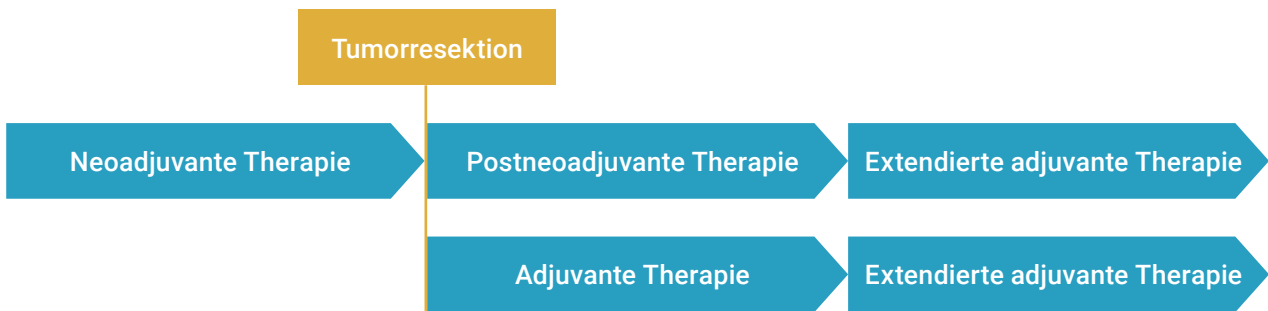 Tumorresektion
Neoadjuvante Therapie
Postneoadjuvante Therapie
Extendierte adjuvante Therapie
Adjuvante Therapie
Extendierte adjuvante Therapie